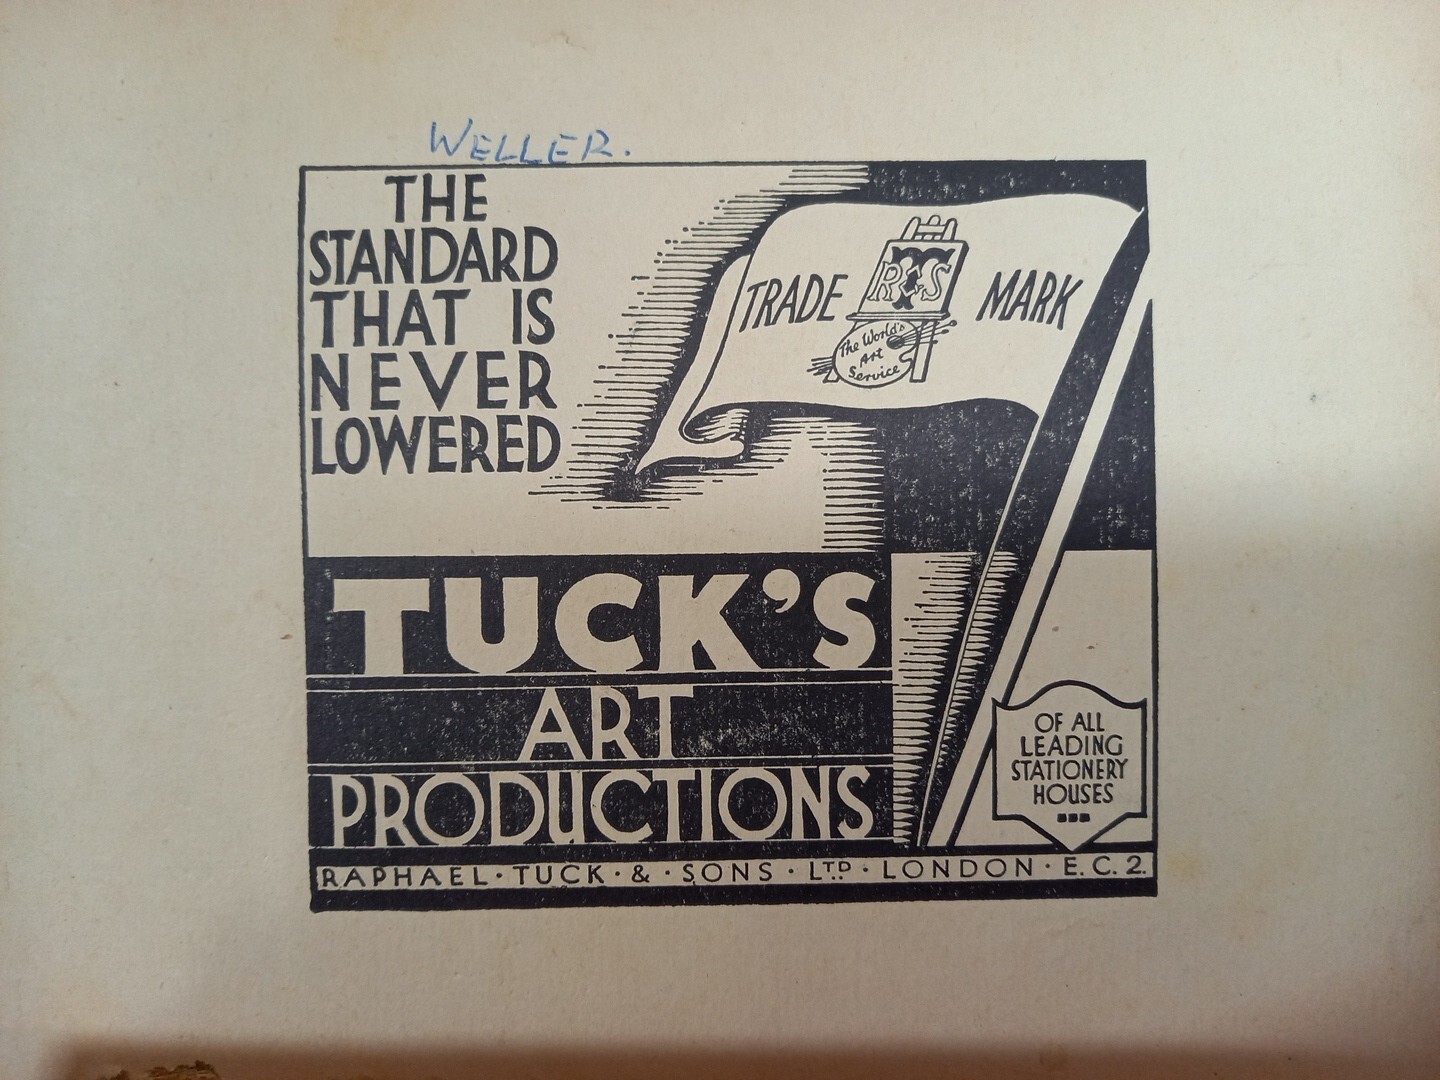 WELLER.
THE
STANDARD
THAT IS
NEVER
LOWERED
TRADE MARK
RTS
The World's
Art
Service
TUCK'S
ART
PRODUCTIONS
OF ALL
LEADING
STATIONERY
HOUSES
RAPHAEL · TUCK · & · SONS · LTD · LONDON · E.C.2.